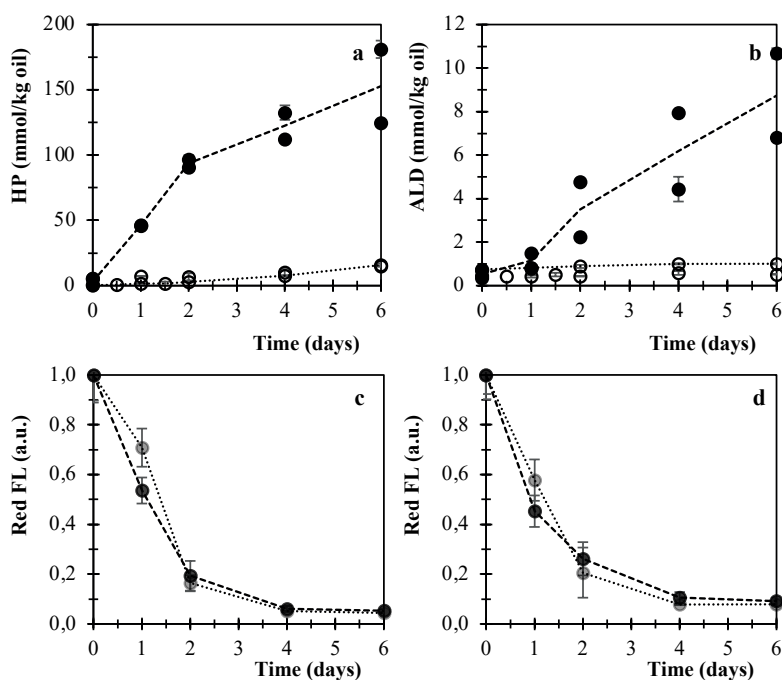 200
150
100
50
0
HP (mmol/kg oil)
a
0 1 2 3 4 5 6
Time (days)
12
10
8
6
4
2
0
ALD (mmol/kg oil)
b
0 1 2 3 4 5 6
Time (days)
1,0
0,8
0,6
0,4
0,2
0,0
Red FL (a.u.)
c
0 1 2 3 4 5 6
Time (days)
1,0
0,8
0,6
0,4
0,2
0,0
Red FL (a.u.)
d
0 1 2 3 4 5 6
Time (days)